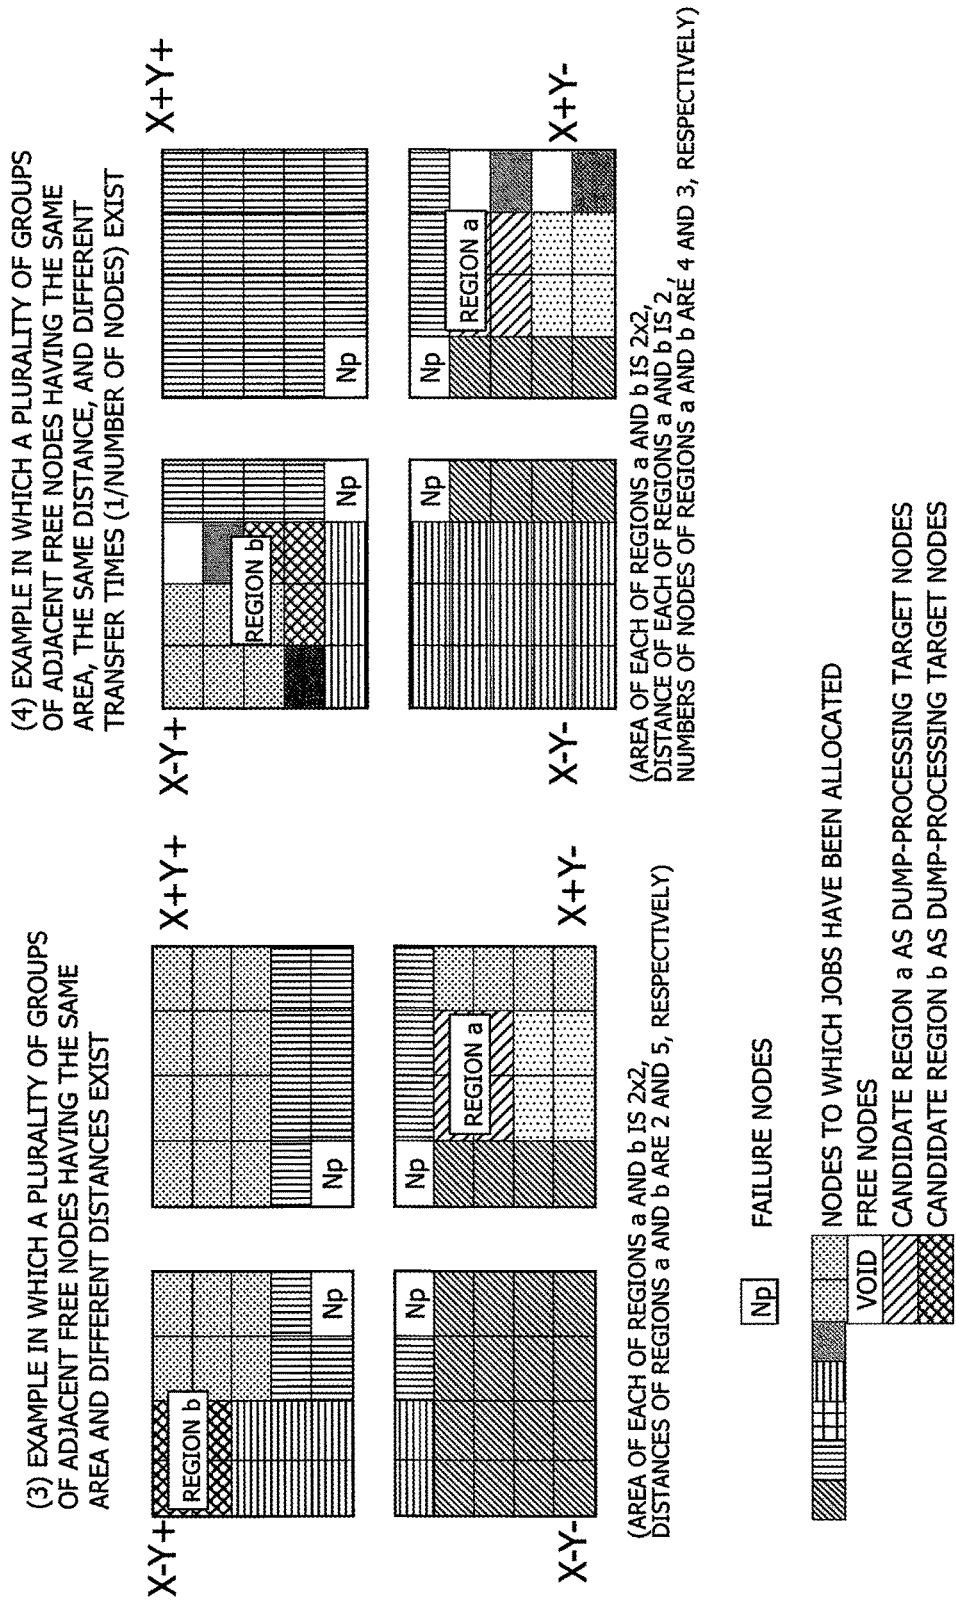 (3) EXAMPLE IN WHICH A PLURALITY OF GROUPS
OF ADJACENT FREE NODES HAVING THE SAME
AREA AND DIFFERENT DISTANCES EXIST
X-Y+
X+Y+
REGION b
Np
Np
Np
Np
REGION a
X-Y-
X+Y-
(AREA OF EACH OF REGIONS a AND b IS 2x2,
DISTANCES OF REGIONS a AND b ARE 2 AND 5, RESPECTIVELY)
(4) EXAMPLE IN WHICH A PLURALITY OF GROUPS
OF ADJACENT FREE NODES HAVING THE SAME
AREA, THE SAME DISTANCE, AND DIFFERENT
TRANSFER TIMES (1/NUMBER OF NODES) EXIST
X-Y+
X+Y+
REGION b
Np
Np
Np
Np
REGION a
X-Y-
X+Y-
(AREA OF EACH OF REGIONS a AND b IS 2x2,
DISTANCE OF EACH OF REGIONS a AND b IS 2,
NUMBERS OF NODES OF REGIONS a AND b ARE 4 AND 3, RESPECTIVELY)
Np FAILURE NODES
NODES TO WHICH JOBS HAVE BEEN ALLOCATED
VOID FREE NODES
CANDIDATE REGION a AS DUMP-PROCESSING TARGET NODES
CANDIDATE REGION b AS DUMP-PROCESSING TARGET NODES